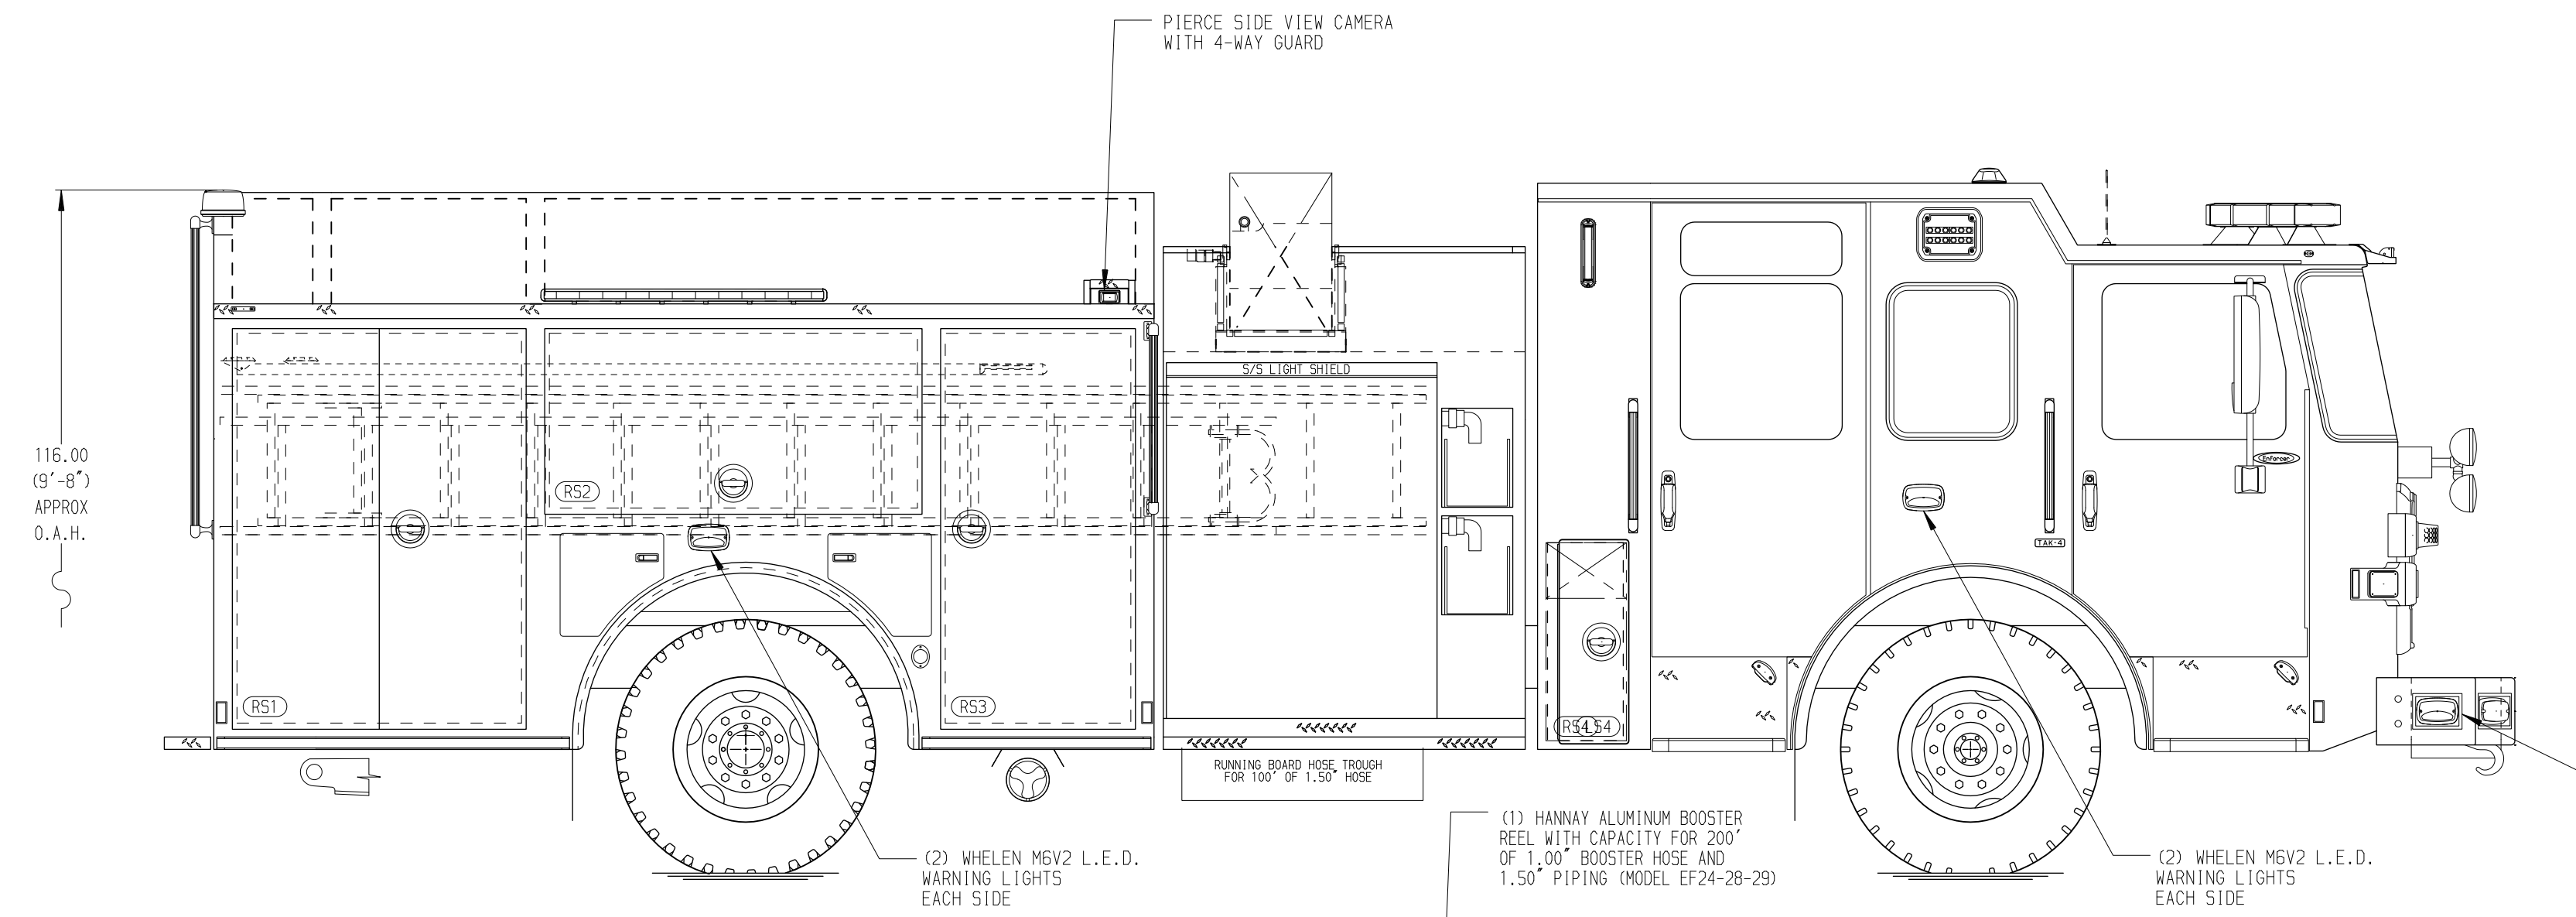 PIERCE SIDE VIEW CAMERA
WITH 4-WAY GUARD
S/S LIGHT SHIELD
116.00
(9'-8")
APPROX
O.A.H.
RS2
Enforcer
TAK-4
RS1
RS3
RS4
RUNNING BOARD HOSE TROUGH
FOR 100' OF 1.50" HOSE
(1) HANNAY ALUMINUM BOOSTER
REEL WITH CAPACITY FOR 200'
OF 1.00" BOOSTER HOSE AND
1.50" PIPING (MODEL EF24-28-29)
(2) WHELEN M6V2 L.E.D.
WARNING LIGHTS
EACH SIDE
(2) WHELEN M6V2 L.E.D.
WARNING LIGHTS
EACH SIDE